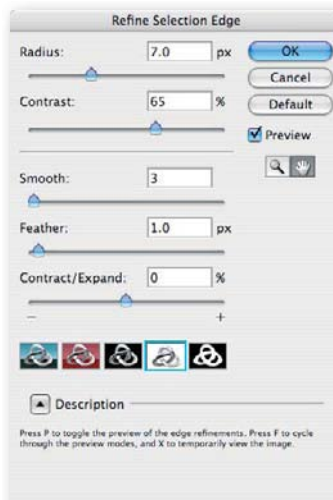 Refine Selection Edge
Radius: 7.0 px
OK
Cancel
Contrast: 65 %
Default
Preview
Smooth: 3
Feather: 1.0 px
Contract/Expand: 0 %
– +
Description
Press P to toggle the preview of the edge refinements. Press F to cycle
through the preview modes, and X to temporarily view the image.